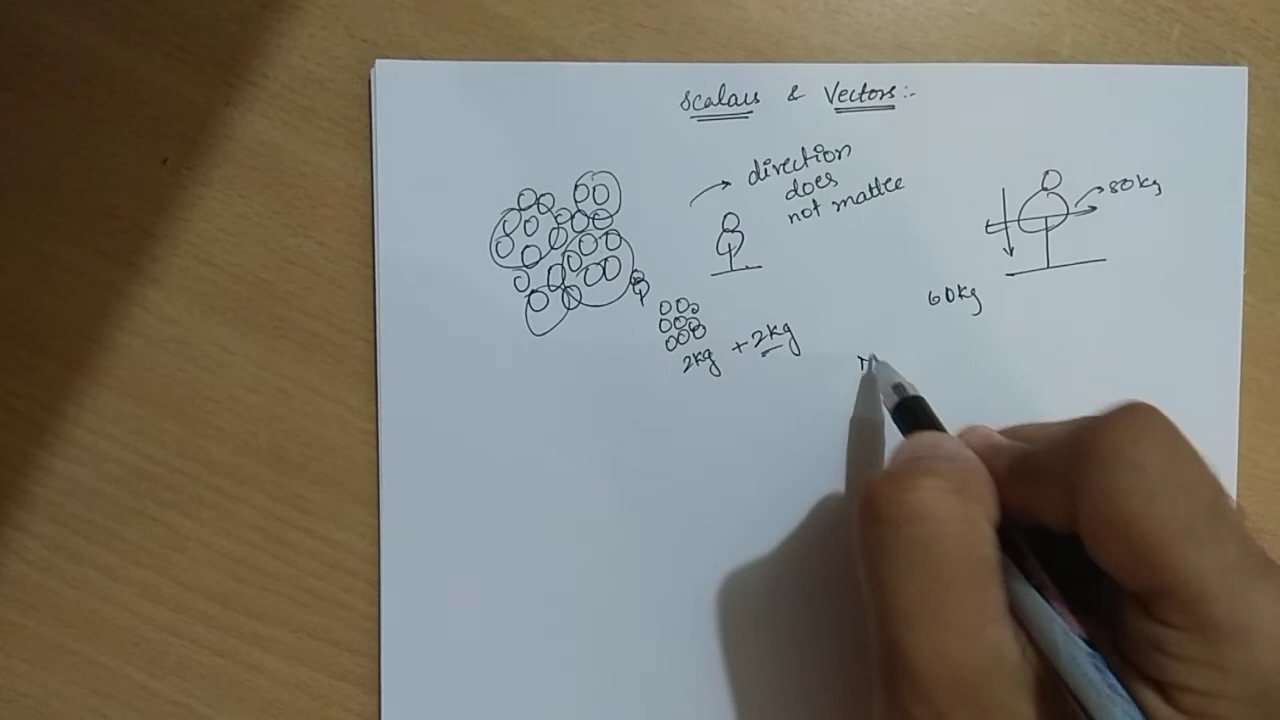 Scalars & Vectors:-
direction
does
not matter
80kg
60kg
2kg + 2kg